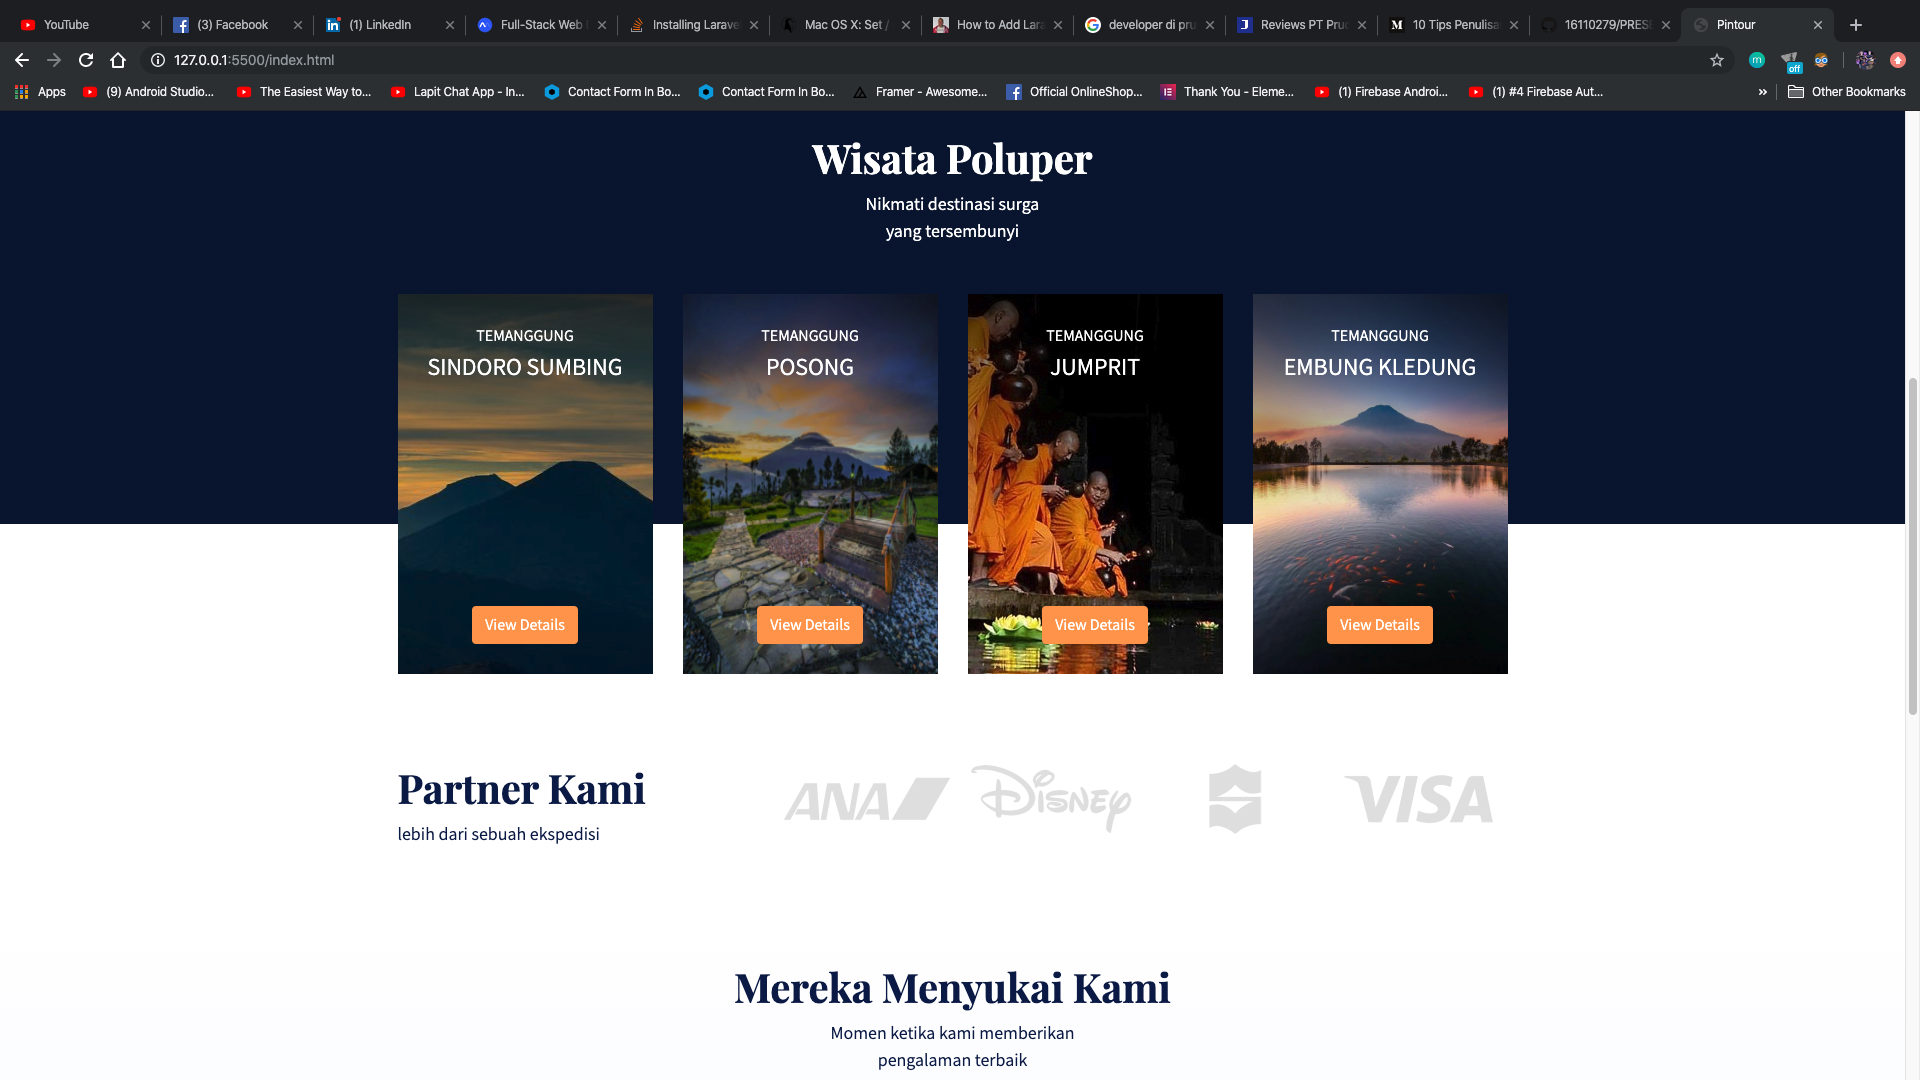 YouTube
(3) Facebook
(1) LinkedIn
Full-Stack Web
Installing Larave
Mac OS X: Set /
How to Add Lara
developer di pru
Reviews PT Pruc
10 Tips Penulisa
16110279/PRESE
Pintour
127.0.0.1:5500/index.html
off
Apps
(9) Android Studio...
The Easiest Way to...
Lapit Chat App - In...
Contact Form In Bo...
Contact Form In Bo...
Framer - Awesome...
Official OnlineShop...
Thank You - Eleme...
(1) Firebase Androi...
(1) #4 Firebase Aut...
»
Other Bookmarks
Wisata Poluper
Nikmati destinasi surga
yang tersembunyi
TEMANGGUNG
SINDORO SUMBING
View Details
TEMANGGUNG
POSONG
View Details
TEMANGGUNG
JUMPRIT
View Details
TEMANGGUNG
EMBUNG KLEDUNG
View Details
Partner Kami
lebih dari sebuah ekspedisi
ANA
Disney
VISA
Mereka Menyukai Kami
Momen ketika kami memberikan
pengalaman terbaik